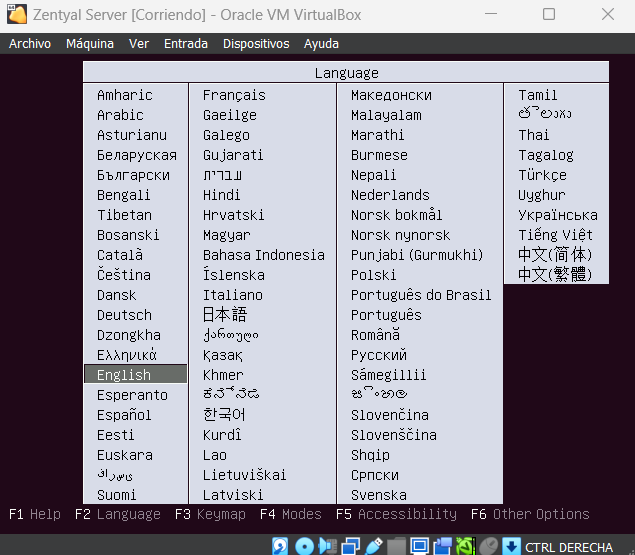 Zentyal Server [Corriendo] - Oracle VM VirtualBox
Archivo Máquina Ver Entrada Dispositivos Ayuda
Language
Amharic
Arabic
Asturianu
Беларуская
Български
Bengali
Tibetan
Bosanski
Català
Čeština
Dansk
Deutsch
Dzongkha
Ελληνικά
English
Esperanto
Español
Eesti
Euskara
ﻰﺳﺭﺎﻓ
Suomi
Français
Gaeilge
Galego
Gujarati
עברית
Hindi
Hrvatski
Magyar
Bahasa Indonesia
Íslenska
Italiano
日本語
ქართული
Қазақ
Khmer
ಕನ್ನಡ
한국어
Kurdî
Lao
Lietuviškai
Latviski
Македонски
Malayalam
Marathi
Burmese
Nepali
Nederlands
Norsk bokmål
Norsk nynorsk
Punjabi (Gurmukhi)
Polski
Português do Brasil
Português
Română
Русский
Sámegillii
සිංහල
Slovenčina
Slovenščina
Shqip
Српски
Svenska
Tamil
తెలుగు
Thai
Tagalog
Türkçe
Uyghur
Українська
Tiếng Việt
中文(简体)
中文(繁體)
F1 Help F2 Language F3 Keymap F4 Modes F5 Accessibility F6 Other Options
CTRL DERECHA